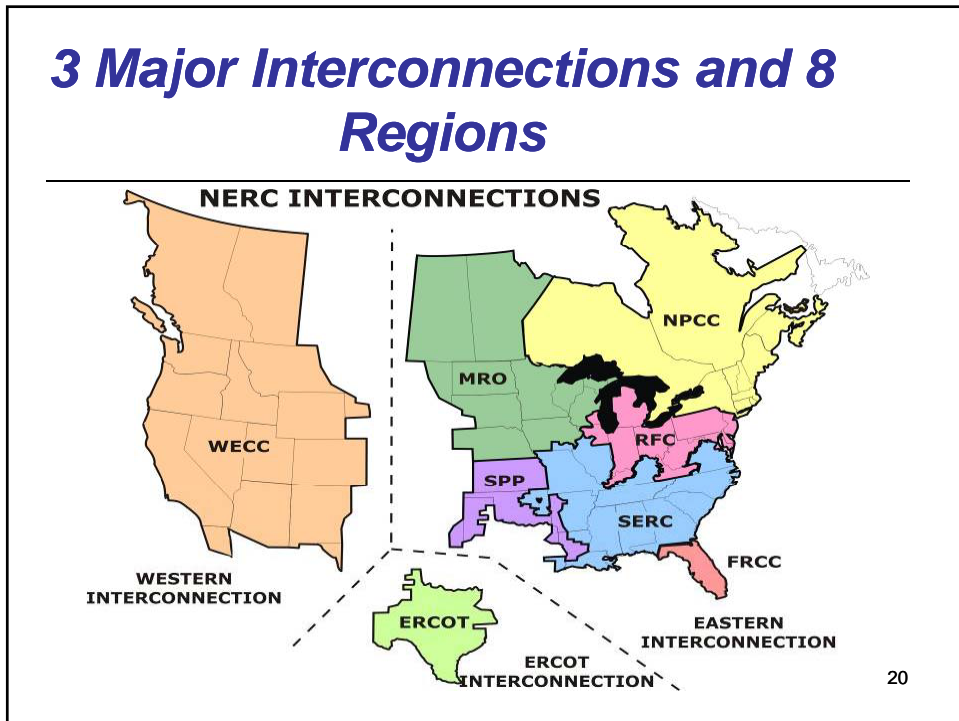 3 Major Interconnections and 8
Regions
NERC INTERCONNECTIONS
NPCC
MRO
RFC
WECC
SPP
SERC
FRCC
WESTERN
INTERCONNECTION
ERCOT
EASTERN
INTERCONNECTION
ERCOT
INTERCONNECTION
20